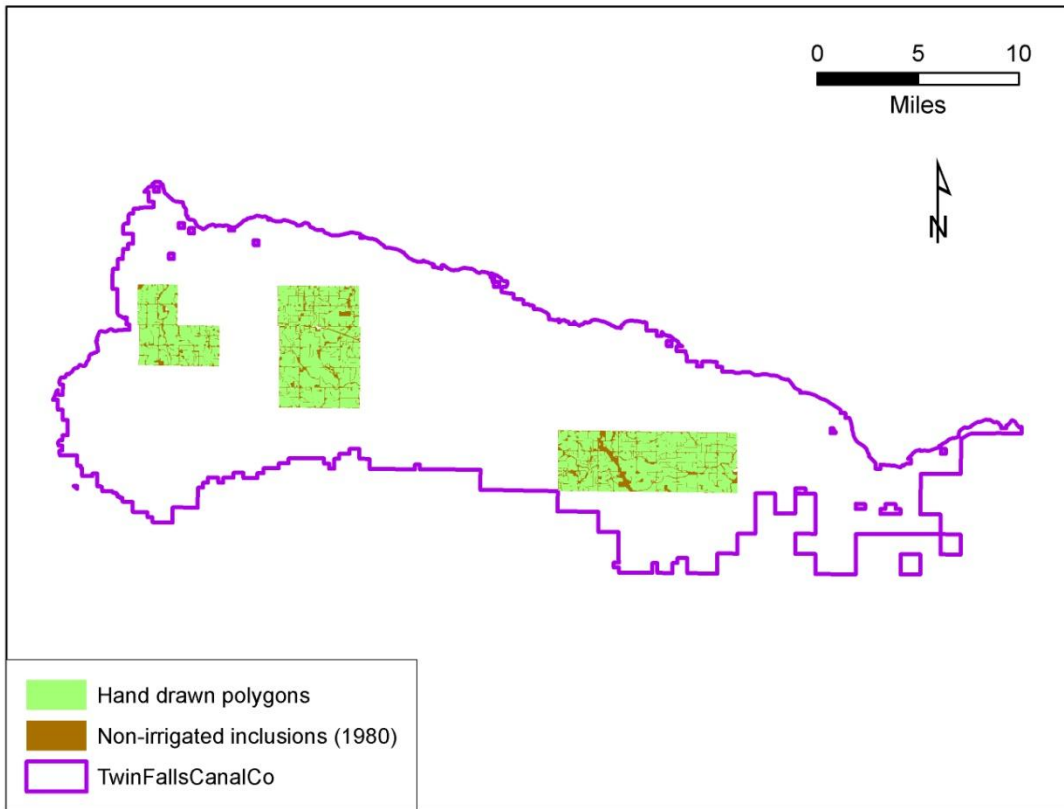 0 5 10
Miles
N
Hand drawn polygons
Non-irrigated inclusions (1980)
TwinFallsCanalCo